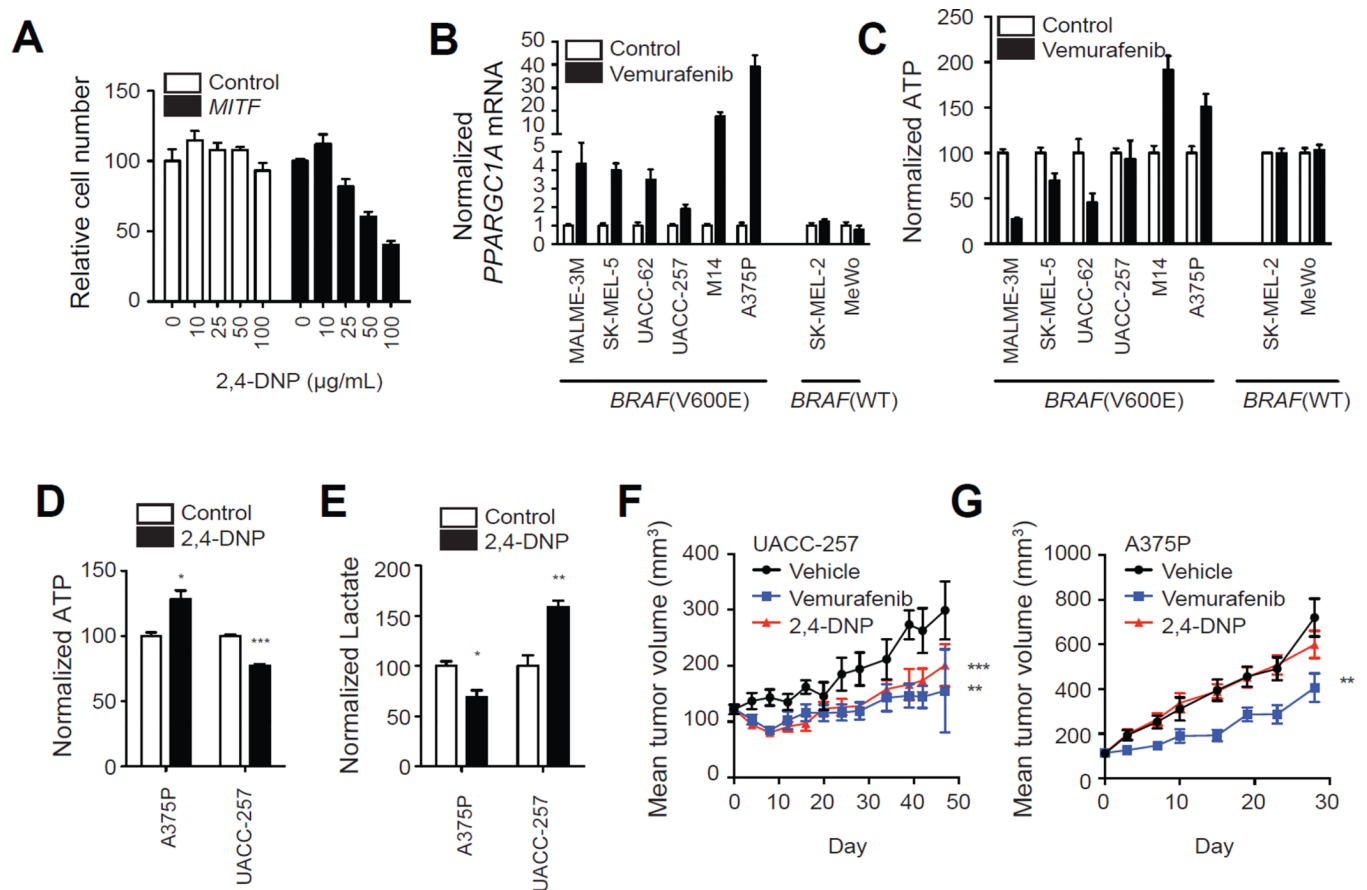 A
Control
MITF
Relative cell number
150
100
50
0
0
10
25
50
100
0
10
25
50
100
2,4-DNP (µg/mL)
B
Control
Vemurafenib
Normalized
PPARGC1A mRNA
50
40
30
20
10
5
4
3
2
1
0
MALME-3M
SK-MEL-5
UACC-62
UACC-257
M14
A375P
SK-MEL-2
MeWo
BRAF(V600E)
BRAF(WT)
C
Control
Vemurafenib
Normalized ATP
250
200
150
100
50
0
MALME-3M
SK-MEL-5
UACC-62
UACC-257
M14
A375P
SK-MEL-2
MeWo
BRAF(V600E)
BRAF(WT)
D
Control
2,4-DNP
Normalized ATP
150
100
50
0
*
***
A375P
UACC-257
E
Control
2,4-DNP
Normalized Lactate
200
150
100
50
0
*
**
A375P
UACC-257
F
UACC-257
Vehicle
Vemurafenib
2,4-DNP
Mean tumor volume (mm³)
400
300
200
100
0
***
**
0
10
20
30
40
50
Day
G
A375P
Vehicle
Vemurafenib
2,4-DNP
Mean tumor volume (mm³)
1000
800
600
400
200
0
**
0
10
20
30
Day